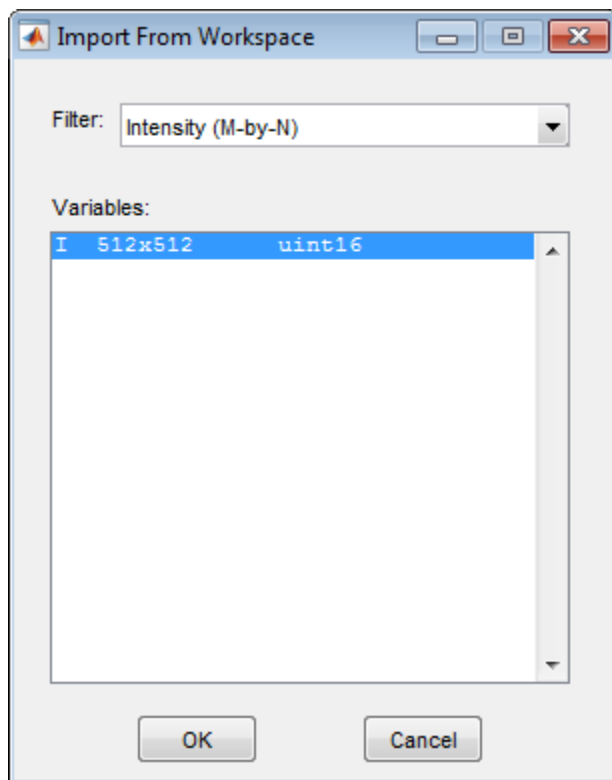 Import From Workspace
Filter: Intensity (M-by-N)
Variables:
I 512x512 uint16
OK Cancel